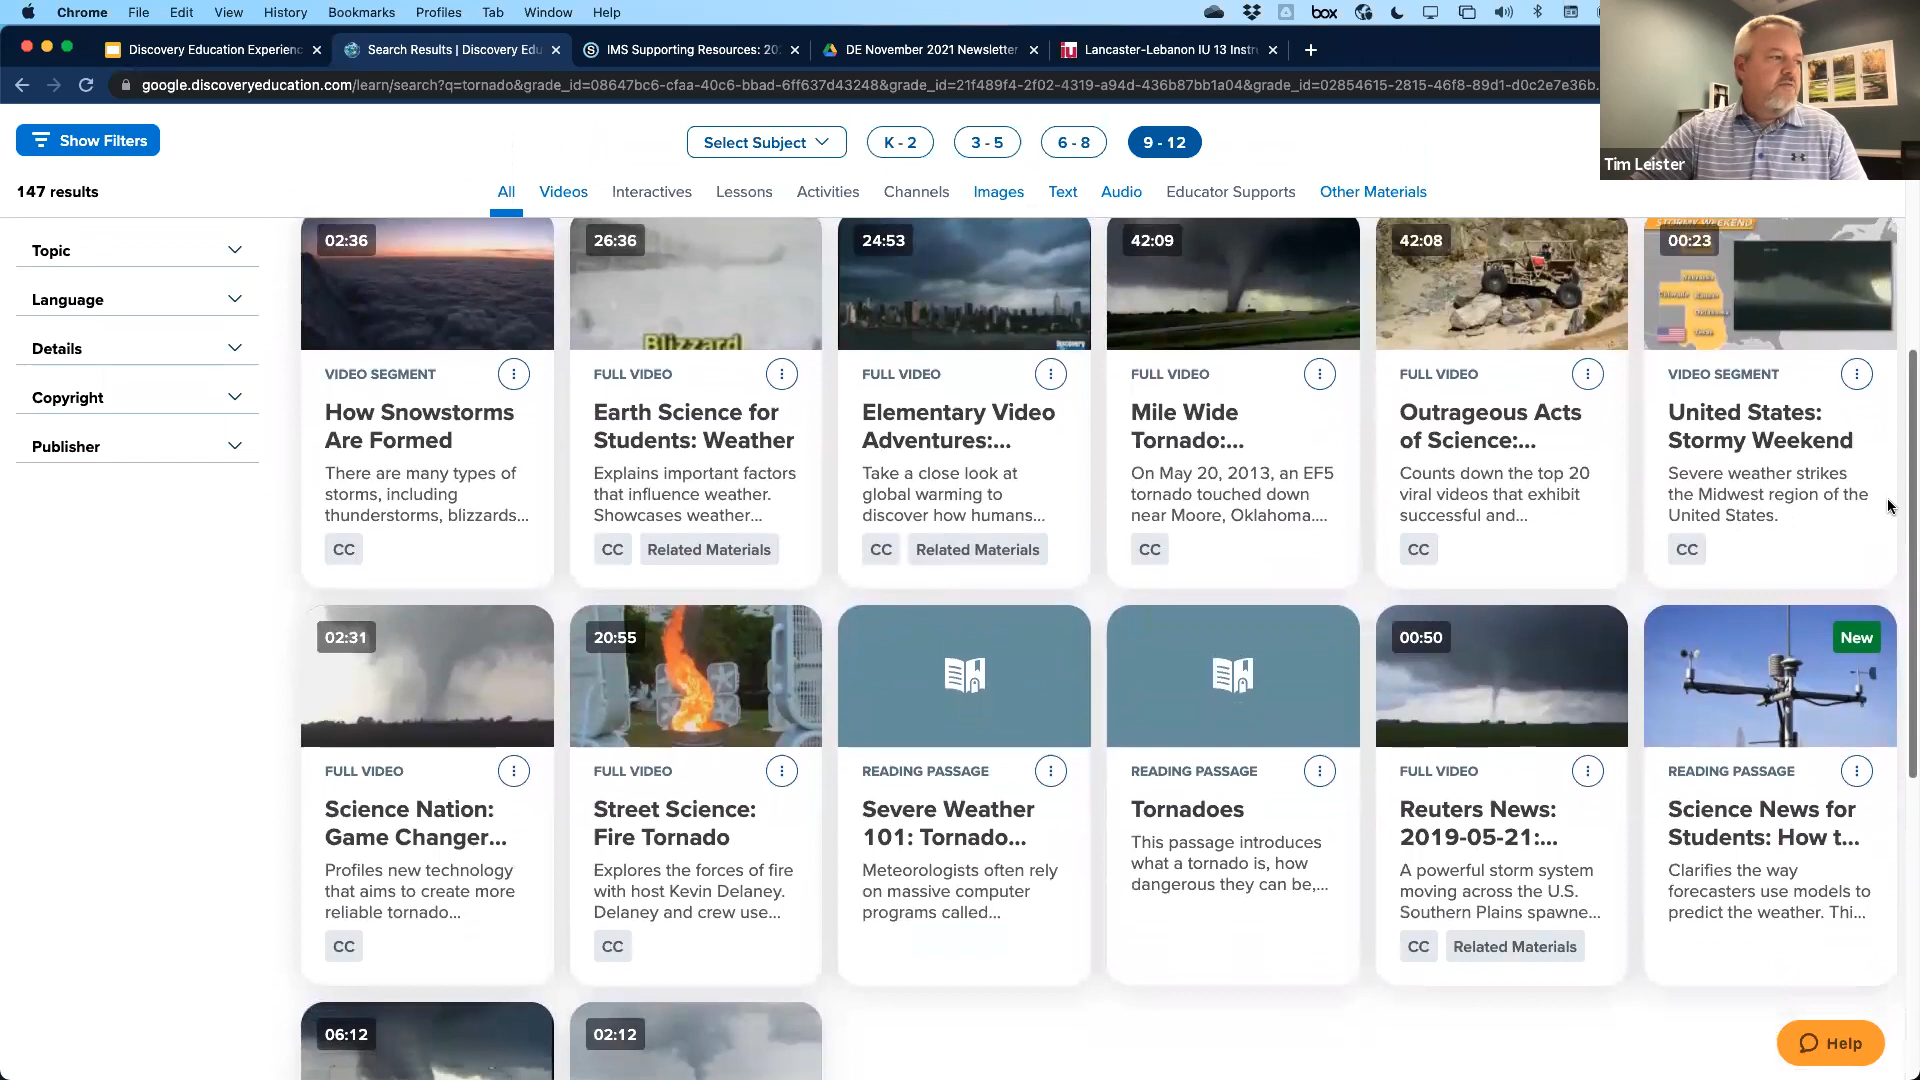 Chrome File Edit View History Bookmarks Profiles Tab Window Help
box
Discovery Education Experienc
Search Results | Discovery Edu
IMS Supporting Resources: 202
DE November 2021 Newsletter
Lancaster-Lebanon IU 13 Instru
google.discoveryeducation.com/learn/search?q=tornado&grade_id=08647bc6-cfaa-40c6-bbad-6ff637d43248&grade_id=21f489f4-2f02-4319-a94d-436b87bb1a04&grade_id=02854615-2815-46f8-89d1-d0c2e7e36b.
Tim Leister
Show Filters
Select Subject
K - 2
3 - 5
6 - 8
9 - 12
147 results
All Videos Interactives Lessons Activities Channels Images Text Audio Educator Supports Other Materials
Topic
Language
Details
Copyright
Publisher
02:36
VIDEO SEGMENT
How Snowstorms
Are Formed
There are many types of
storms, including
thunderstorms, blizzards...
CC
26:36
Blizzard
FULL VIDEO
Earth Science for
Students: Weather
Explains important factors
that influence weather.
Showcases weather...
CC Related Materials
24:53
Discovery
FULL VIDEO
Elementary Video
Adventures:...
Take a close look at
global warming to
discover how humans...
CC Related Materials
42:09
FULL VIDEO
Mile Wide
Tornado:...
On May 20, 2013, an EF5
tornado touched down
near Moore, Oklahoma....
CC
42:08
FULL VIDEO
Outrageous Acts
of Science:...
Counts down the top 20
viral videos that exhibit
successful and...
CC
STORMY WEEKEND
00:23
Nebraska
Colorado Kansas
Oklahoma
Texas
VIDEO SEGMENT
United States:
Stormy Weekend
Severe weather strikes
the Midwest region of the
United States.
CC
02:31
FULL VIDEO
Science Nation:
Game Changer...
Profiles new technology
that aims to create more
reliable tornado...
CC
20:55
FULL VIDEO
Street Science:
Fire Tornado
Explores the forces of fire
with host Kevin Delaney.
Delaney and crew use...
CC
READING PASSAGE
Severe Weather
101: Tornado...
Meteorologists often rely
on massive computer
programs called...
READING PASSAGE
Tornadoes
This passage introduces
what a tornado is, how
dangerous they can be,...
00:50
FULL VIDEO
Reuters News:
2019-05-21:...
A powerful storm system
moving across the U.S.
Southern Plains spawne...
CC Related Materials
New
READING PASSAGE
Science News for
Students: How t...
Clarifies the way
forecasters use models to
predict the weather. Thi...
06:12
02:12
Help